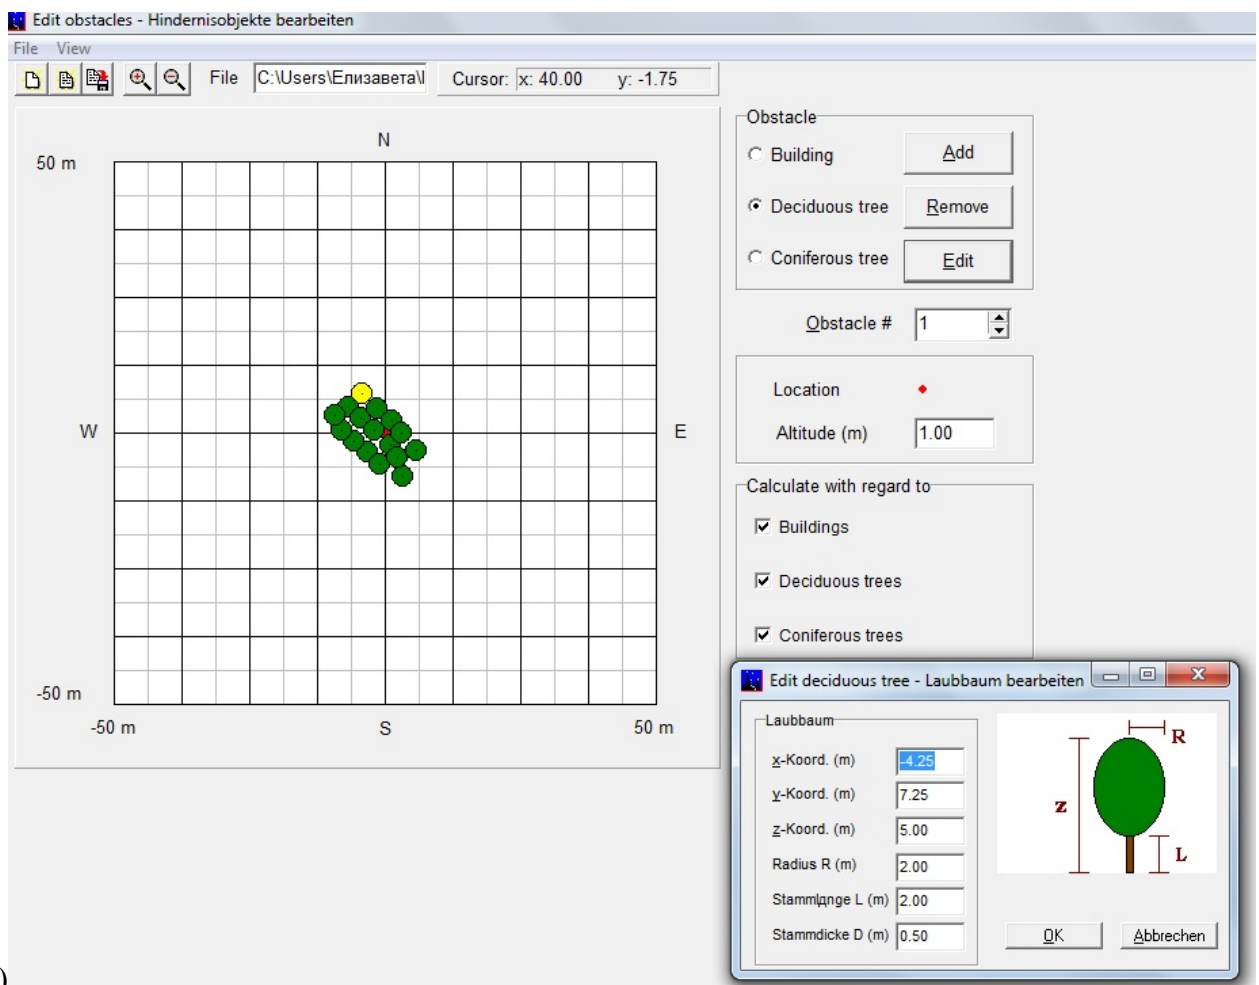 Edit obstacles - Hindernisobjekte bearbeiten
File View
File C:\Users\Елизавета\I Cursor: x: 40.00 y: -1.75
N
50 m
W
E
-50 m
-50 m S 50 m
Obstacle
Building Add
Deciduous tree Remove
Coniferous tree Edit
Obstacle # 1
Location
Altitude (m) 1.00
Calculate with regard to
Buildings
Deciduous trees
Coniferous trees
Edit deciduous tree - Laubbaum bearbeiten
Laubbaum
x-Koord. (m) -4.25
y-Koord. (m) 7.25
z-Koord. (m) 5.00
Radius R (m) 2.00
Stammlдnge L (m) 2.00
Stammdicke D (m) 0.50
R
z
L
OK Abbrechen
)